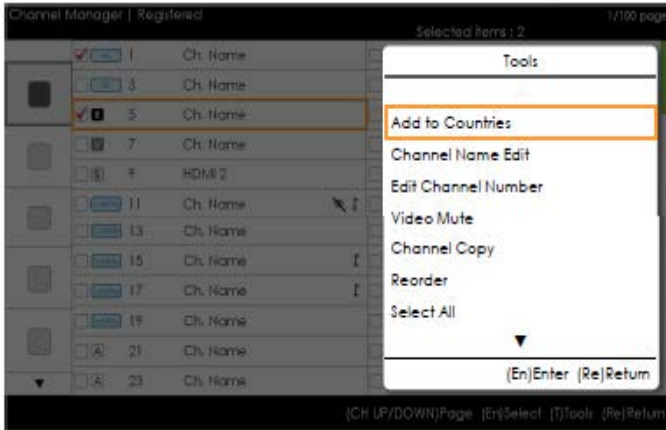 Channel Manager | Registered
1/100 page
Selected items : 2
1 Ch. Name
3 Ch. Name
5 Ch. Name
7 Ch. Name
9 HDMI 2
11 Ch. Name
13 Ch. Name
15 Ch. Name
17 Ch. Name
19 Ch. Name
A 21 Ch. Name
A 23 Ch. Name
Tools
Add to Countries
Channel Name Edit
Edit Channel Number
Video Mute
Channel Copy
Reorder
Select All
▼
(En)Enter (Re)Return
(CH UP/DOWN)Page (En)Select (T)Tools (Re)Return